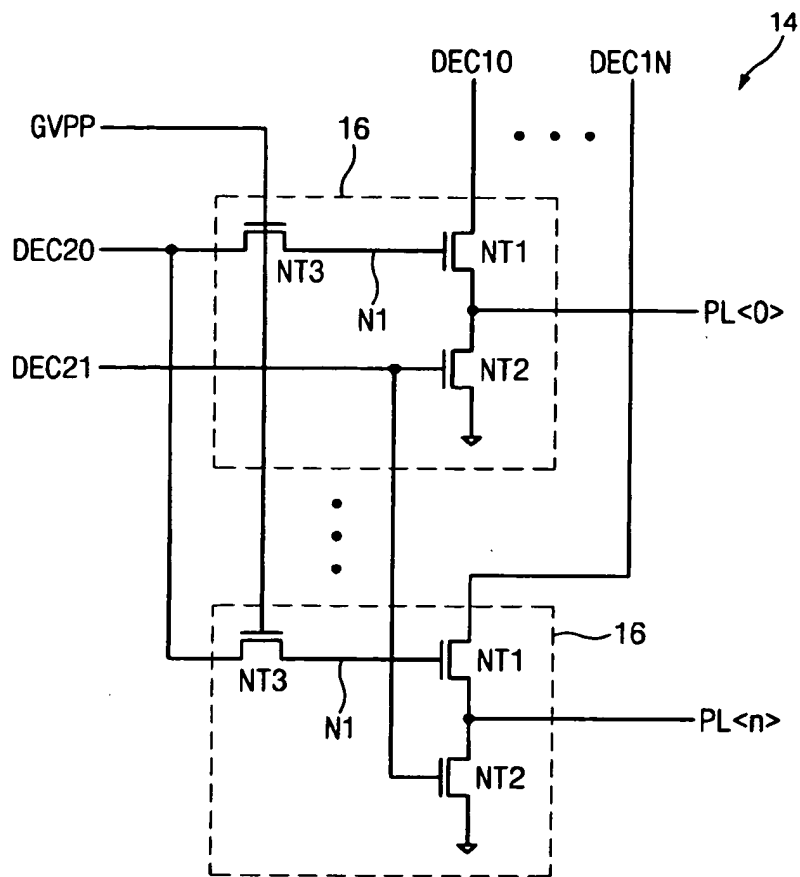 14
DEC10 DEC1N
GVPP
16
DEC20
NT1
NT3
N1
PL<0>
DEC21
NT2
16
NT1
NT3
N1
PL<n>
NT2